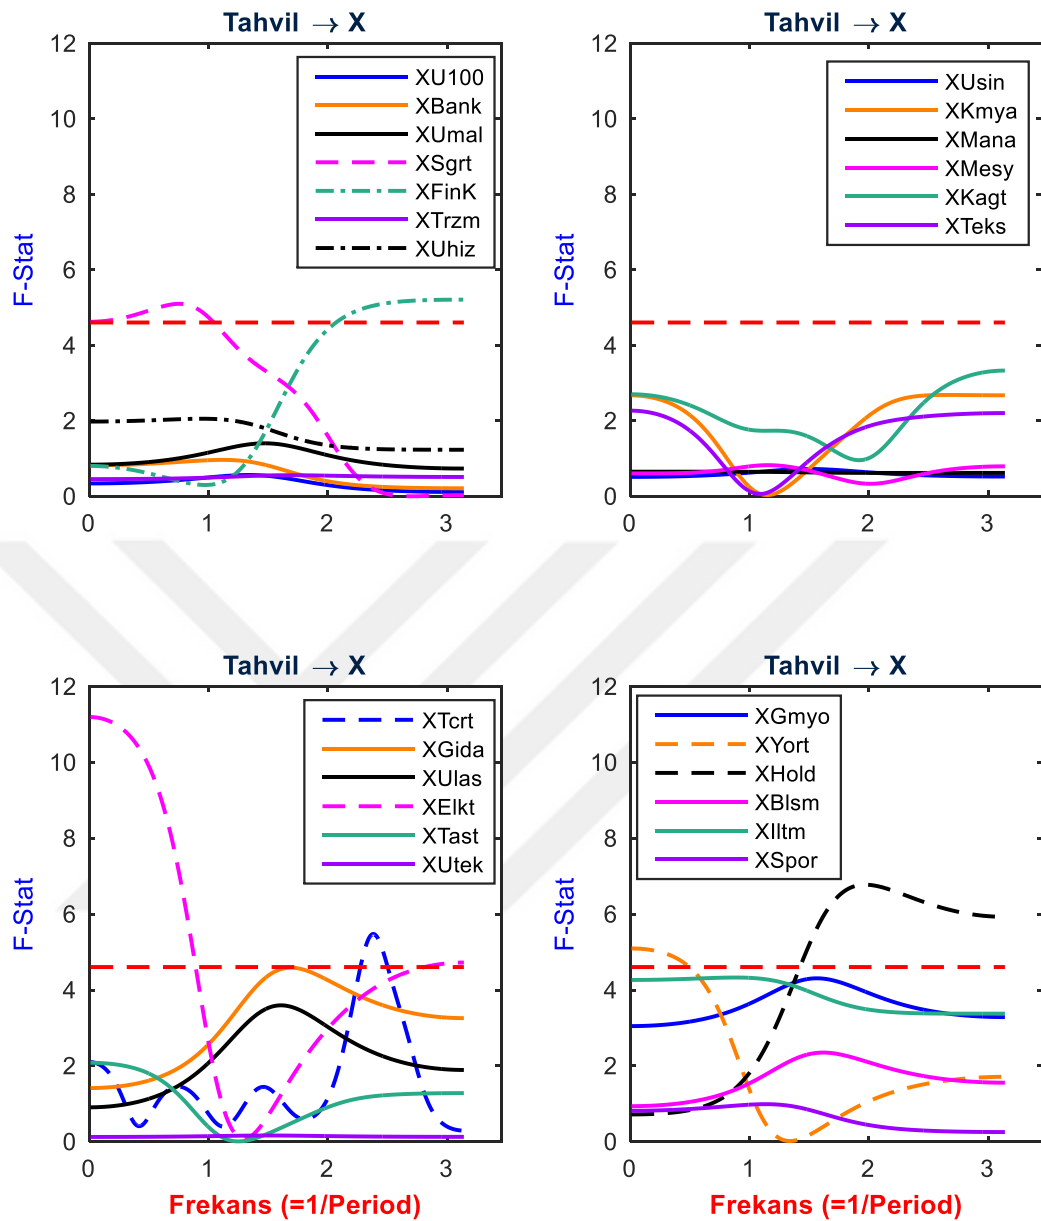 Tahvil → X
12
10
8
6
4
2
0
0 1 2 3
F-Stat
XU100
XBank
XUmal
XSgrt
XFinK
XTrzm
XUhiz
Tahvil → X
12
10
8
6
4
2
0
0 1 2 3
F-Stat
XUsin
XKmya
XMana
XMesy
XKagt
XTeks
Tahvil → X
12
10
8
6
4
2
0
0 1 2 3
F-Stat
XTcrt
XGida
XUlas
XElkt
XTast
XUtek
Frekans (=1/Period)
Tahvil → X
12
10
8
6
4
2
0
0 1 2 3
F-Stat
XGmyo
XYort
XHold
XBlsm
XIltm
XSpor
Frekans (=1/Period)